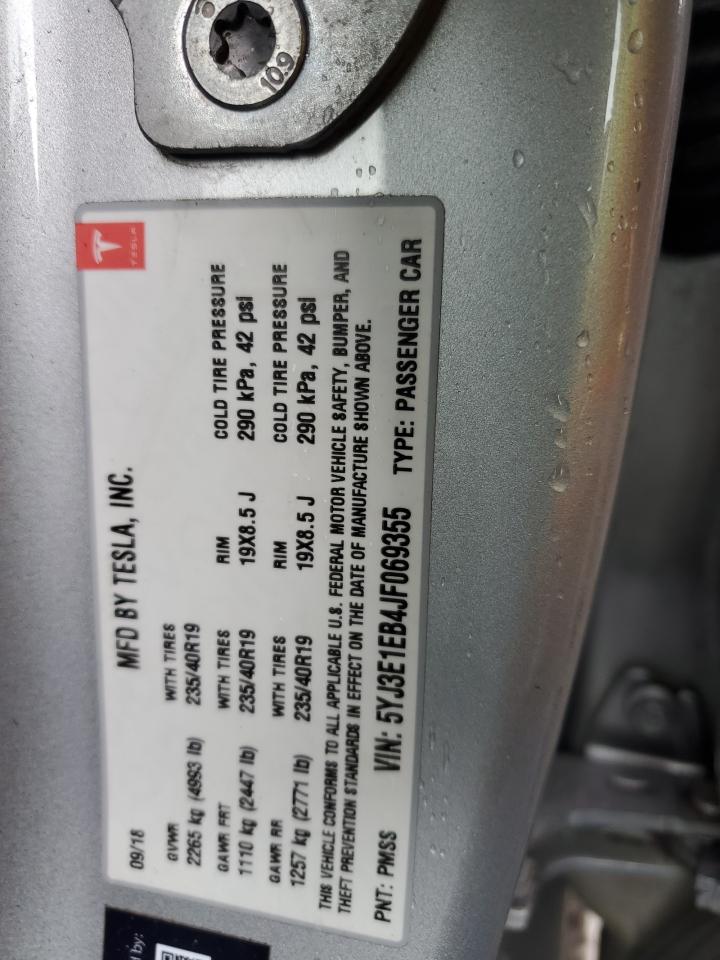 10.9
TESLA
MFD BY TESLA, INC.
09/18
GVWR WITH TIRES
2265 kg (4993 lb) 235/40R19
GAWR FRT WITH TIRES RIM COLD TIRE PRESSURE
1110 kg (2447 lb) 235/40R19 19X8.5 J 290 kPa, 42 psi
GAWR RR WITH TIRES RIM COLD TIRE PRESSURE
1257 kg (2771 lb) 235/40R19 19X8.5 J 290 kPa, 42 psi
THIS VEHICLE CONFORMS TO ALL APPLICABLE U.S. FEDERAL MOTOR VEHICLE SAFETY, BUMPER, AND
THEFT PREVENTION STANDARDS IN EFFECT ON THE DATE OF MANUFACTURE SHOWN ABOVE.
PNT: PMSS VIN: 5YJ3E1EB4JF069355 TYPE: PASSENGER CAR
by: